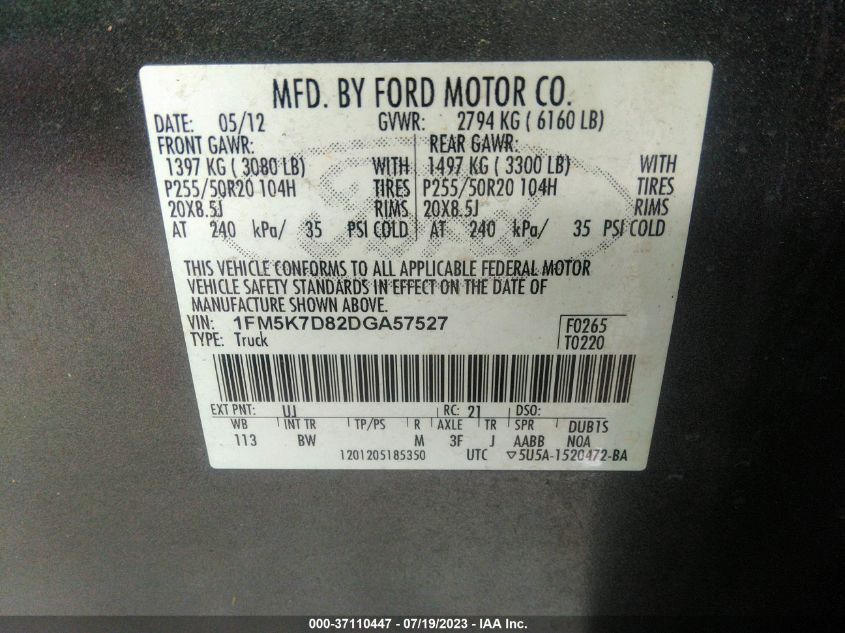 MFD. BY FORD MOTOR CO.
DATE: 05/12 GVWR: 2794 KG ( 6160 LB)
FRONT GAWR: REAR GAWR:
1397 KG ( 3080 LB) WITH 1497 KG ( 3300 LB) WITH
P255/50R20 104H TIRES P255/50R20 104H TIRES
20X8.5J RIMS 20X8.5J RIMS
AT 240 kPa/ 35 PSI COLD AT 240 kPa/ 35 PSI COLD
THIS VEHICLE CONFORMS TO ALL APPLICABLE FEDERAL MOTOR
VEHICLE SAFETY STANDARDS IN EFFECT ON THE DATE OF
MANUFACTURE SHOWN ABOVE.
VIN: 1FM5K7D82DGA57527 F0265
TYPE: Truck T0220
EXT PNT: UJ RC: 21 DSO:
WB INT TR TP/PS R AXLE TR SPR DUB1S
113 BW M 3F J AABB NOA
1201205185350 UTC ▽5U5A-1520472-BA
000-37110447 / 07/19/2023 - IAA Inc.